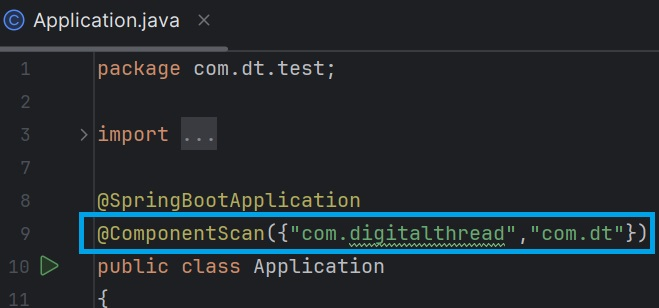 Application.java
1 package com.dt.test;
2
3 import ...
7
8 @SpringBootApplication
9 @ComponentScan({"com.digitalthread","com.dt"})
10 public class Application
11 {